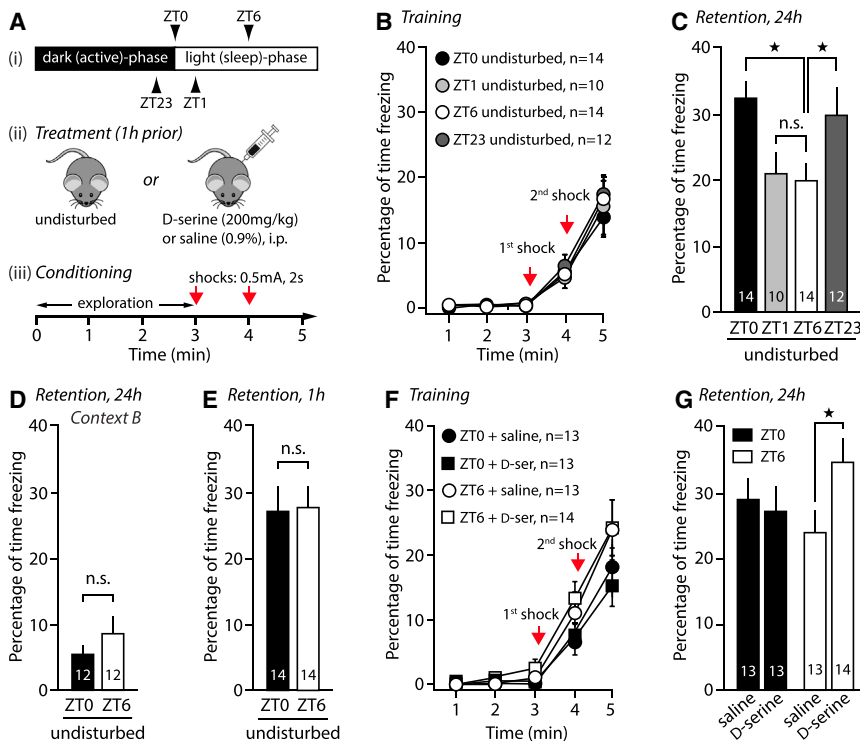 A
ZT0
ZT6
(i)
dark (active)-phase
light (sleep)-phase
ZT23
ZT1
(ii) Treatment (1h prior)
or
undisturbed
D-serine (200mg/kg)
or saline (0.9%), i.p.
(iii) Conditioning
shocks: 0.5mA, 2s
exploration
0 1 2 3 4 5
Time (min)
B Training
Percentage of time freezing
40
30
20
10
0
ZT0 undisturbed, n=14
ZT1 undisturbed, n=10
ZT6 undisturbed, n=14
ZT23 undisturbed, n=12
2nd shock
1st shock
1 2 3 4 5
Time (min)
C Retention, 24h
Percentage of time freezing
40
30
20
10
0
★ ★
n.s.
14 10 14 12
ZT0 ZT1 ZT6 ZT23
undisturbed
D Retention, 24h
Context B
Percentage of time freezing
40
30
20
10
0
n.s.
12 12
ZT0 ZT6
undisturbed
E Retention, 1h
Percentage of time freezing
40
30
20
10
0
n.s.
14 14
ZT0 ZT6
undisturbed
F Training
Percentage of time freezing
40
30
20
10
0
ZT0 + saline, n=13
ZT0 + D-ser, n=13
ZT6 + saline, n=13
ZT6 + D-ser, n=14
2nd shock
1st shock
1 2 3 4 5
Time (min)
G Retention, 24h
Percentage of time freezing
40
30
20
10
0
ZT0
ZT6
★
13 13 13 14
saline D-serine saline D-serine